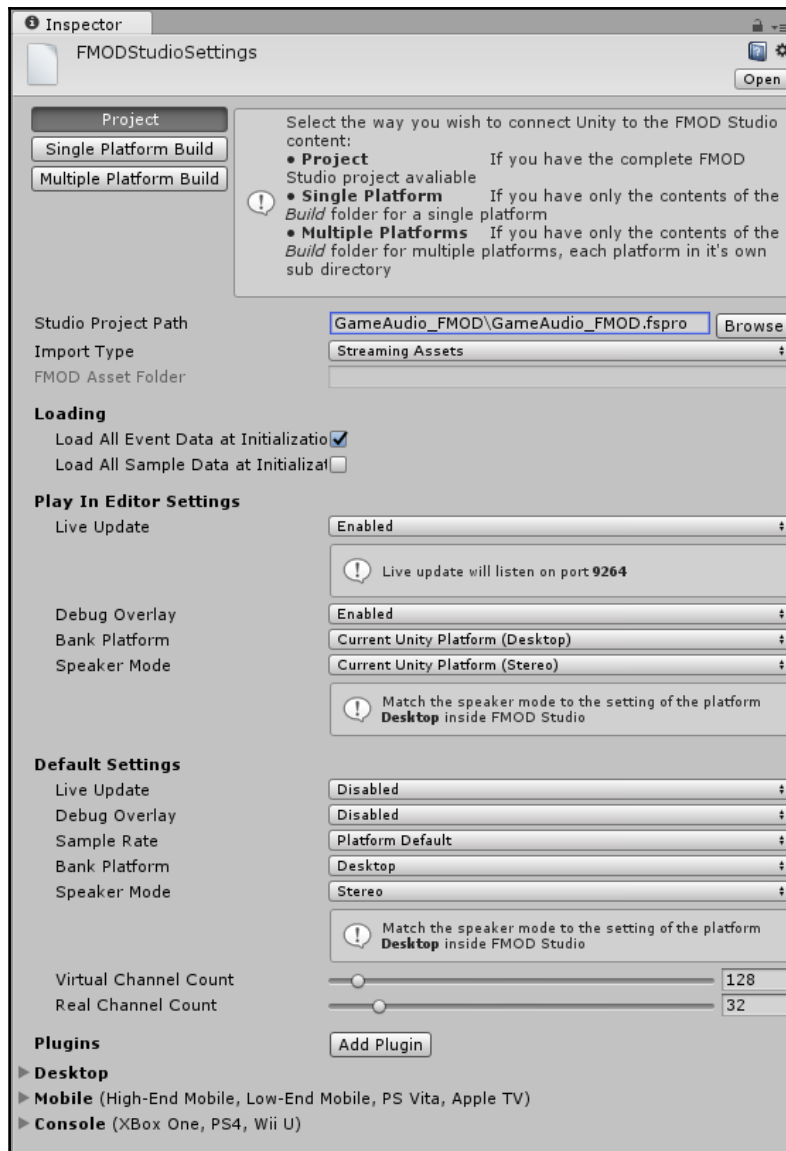 Inspector
FMODStudioSettings
Open
Project
Single Platform Build
Multiple Platform Build
Select the way you wish to connect Unity to the FMOD Studio
content:
• Project If you have the complete FMOD
Studio project avaliable
• Single Platform If you have only the contents of the
Build folder for a single platform
• Multiple Platforms If you have only the contents of the
Build folder for multiple platforms, each platform in it's own
sub directory
Studio Project Path GameAudio_FMOD\GameAudio_FMOD.fspro Browse
Import Type Streaming Assets
FMOD Asset Folder
Loading
Load All Event Data at Initializatio
Load All Sample Data at Initializat
Play In Editor Settings
Live Update Enabled
Live update will listen on port 9264
Debug Overlay Enabled
Bank Platform Current Unity Platform (Desktop)
Speaker Mode Current Unity Platform (Stereo)
Match the speaker mode to the setting of the platform
Desktop inside FMOD Studio
Default Settings
Live Update Disabled
Debug Overlay Disabled
Sample Rate Platform Default
Bank Platform Desktop
Speaker Mode Stereo
Match the speaker mode to the setting of the platform
Desktop inside FMOD Studio
Virtual Channel Count 128
Real Channel Count 32
Plugins Add Plugin
Desktop
Mobile (High-End Mobile, Low-End Mobile, PS Vita, Apple TV)
Console (XBox One, PS4, Wii U)